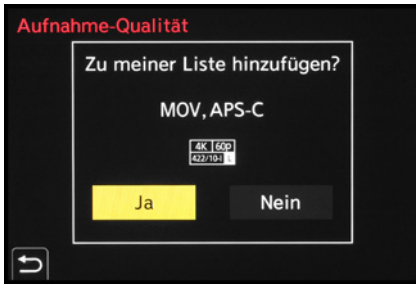 Aufnahme-Qualität
Zu meiner Liste hinzufügen?
MOV, APS-C
4K 60p
422/10-I L
Ja
Nein